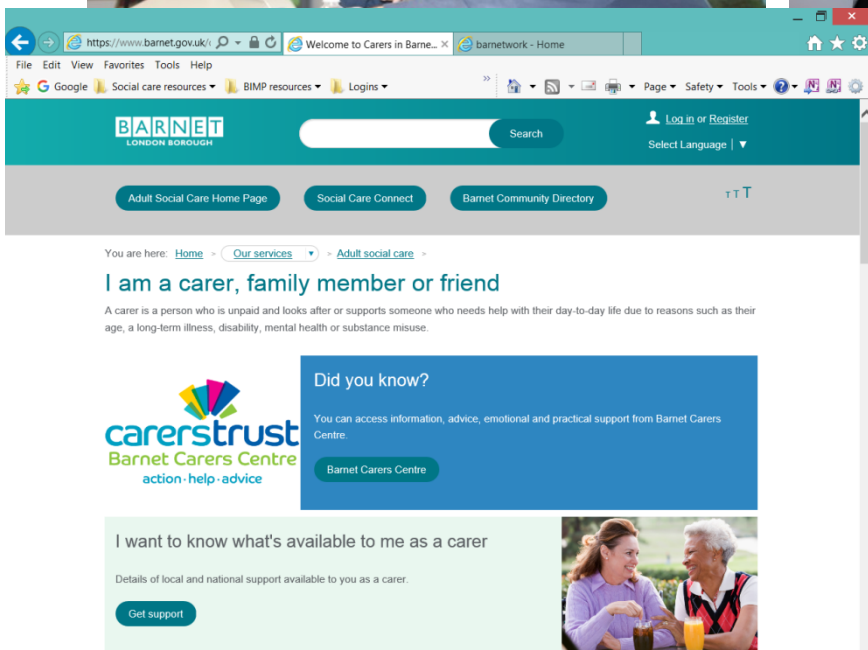 https://www.barnet.gov.uk/
Welcome to Carers in Barne...
barnetwork - Home
File Edit View Favorites Tools Help
Google Social care resources BIMP resources Logins » Page Safety Tools
BARNET
LONDON BOROUGH
Search
Log in or Register
Select Language
Adult Social Care Home Page
Social Care Connect
Barnet Community Directory
T T T
You are here: Home > Our services > Adult social care >
I am a carer, family member or friend
A carer is a person who is unpaid and looks after or supports someone who needs help with their day-to-day life due to reasons such as their
age, a long-term illness, disability, mental health or substance misuse.
carerstrust
Barnet Carers Centre
action·help·advice
Did you know?
You can access information, advice, emotional and practical support from Barnet Carers
Centre.
Barnet Carers Centre
I want to know what's available to me as a carer
Details of local and national support available to you as a carer.
Get support